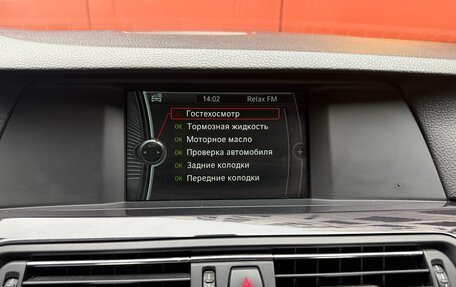 14:02 Relax FM
Гостехосмотр
OK Тормозная жидкость
OK Моторное масло
OK Проверка автомобиля
OK Задние колодки
OK Передние колодки